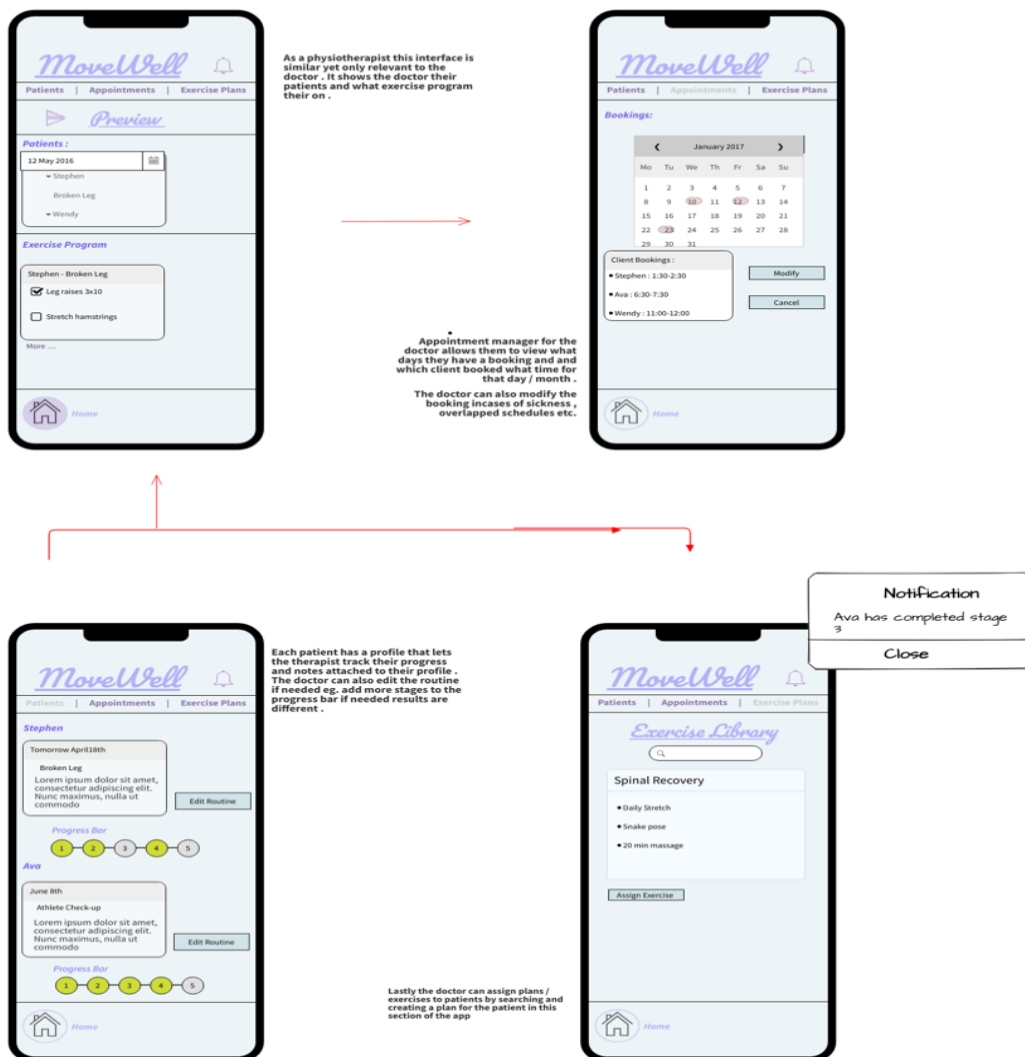 MoveWell
Patients | Appointments | Exercise Plans
Preview
Patients :
12 May 2016
Stephen
Broken Leg
Wendy
Exercise Program
Stephen - Broken Leg
Leg raises 3x10
Stretch hamstrings
More ....
Home
As a physiotherapist this interface is
similar yet only relevant to the
doctor . It shows the doctor their
patients and what exercise program
their on .
MoveWell
Patients | Appointments | Exercise Plans
Bookings:
January 2017
Mo Tu We Th Fr Sa Su
1 2 3 4 5 6 7
8 9 10 11 12 13 14
15 16 17 18 19 20 21
22 23 24 25 26 27 28
29 30 31
Client Bookings :
• Stephen : 1:30-2:30
• Ava : 6:30-7:30
• Wendy : 11:00-12:00
Modify
Cancel
Home
•
Appointment manager for the
doctor allows them to view what
days they have a booking and and
which client booked what time for
that day / month .
The doctor can also modify the
booking incases of sickness ,
overlapped schedules etc.
MoveWell
Patients | Appointments | Exercise Plans
Stephen
Tomorrow April18th
Broken Leg
Lorem ipsum dolor sit amet,
consectetur adipiscing elit.
Nunc maximus, nulla ut
commodo
Edit Routine
Progress Bar
1 2 3 4 5
Ava
June 8th
Athlete Check-up
Lorem ipsum dolor sit amet,
consectetur adipiscing elit.
Nunc maximus, nulla ut
commodo
Edit Routine
Progress Bar
1 2 3 4 5
Home
Each patient has a profile that lets
the therapist track their progress
and notes attached to their profile .
The doctor can also edit the routine
if needed eg. add more stages to the
progress bar if needed results are
different .
Notification
Ava has completed stage
3
Close
MoveWell
Patients | Appointments | Exercise Plans
Exercise Library
Spinal Recovery
• Daily Stretch
• Snake pose
• 20 min massage
Assign Exercise
Home
Lastly the doctor can assign plans /
exercises to patients by searching and
creating a plan for the patient in this
section of the app